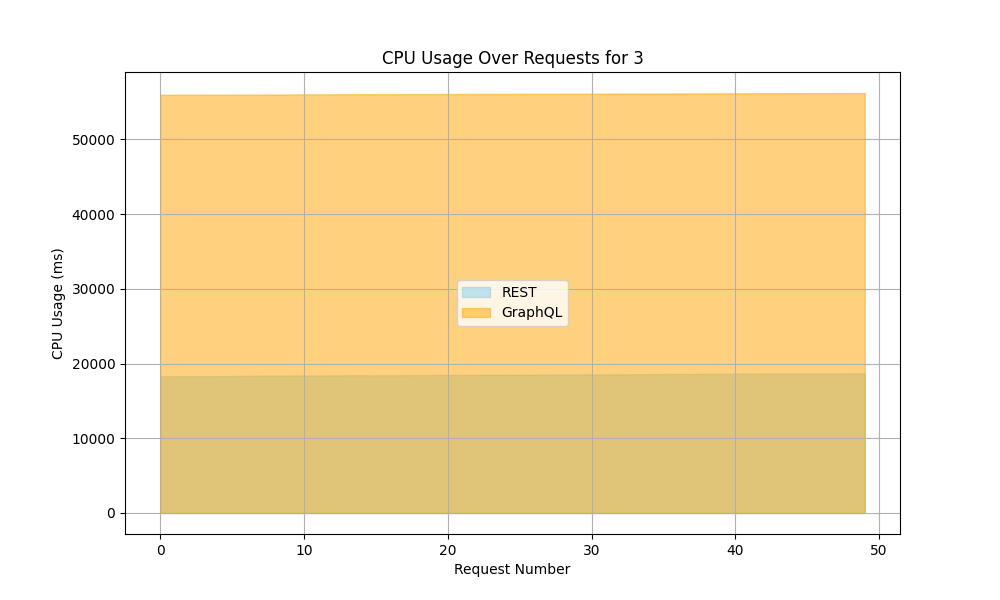 CPU Usage Over Requests for 3
CPU Usage (ms)
50000
40000
30000
20000
10000
0
REST
GraphQL
0 10 20 30 40 50
Request Number